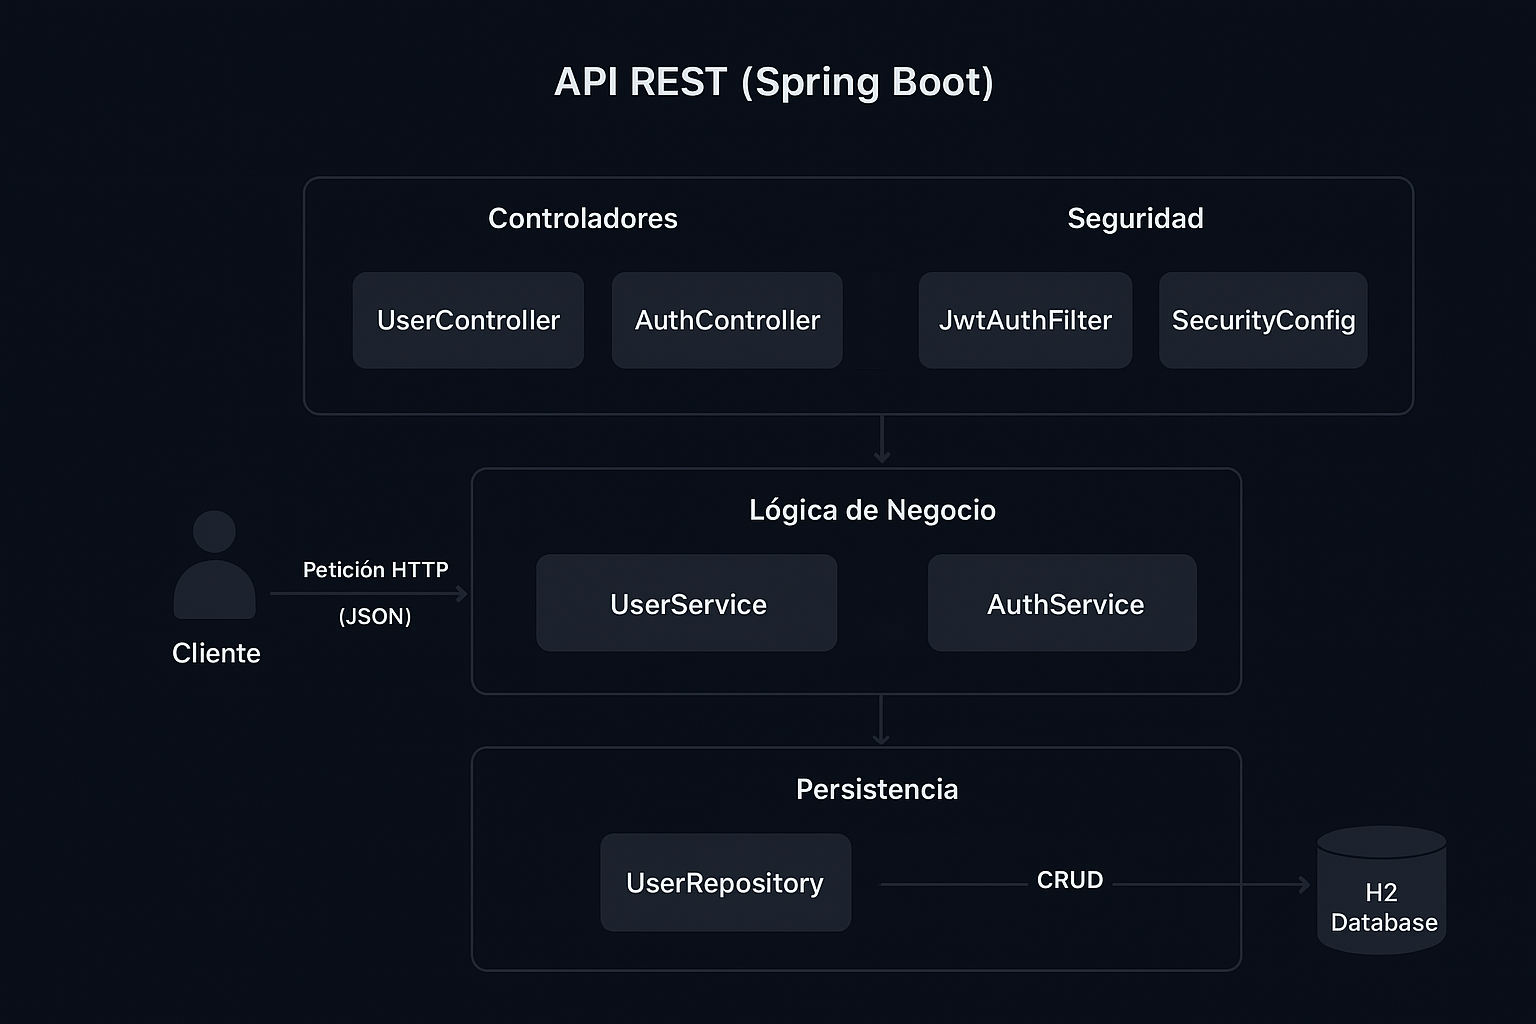 API REST (Spring Boot)
Controladores
Seguridad
UserController
AuthController
JwtAuthFilter
SecurityConfig
Lógica de Negocio
Petición HTTP
(JSON)
Cliente
UserService
AuthService
Persistencia
UserRepository
CRUD
H2
Database